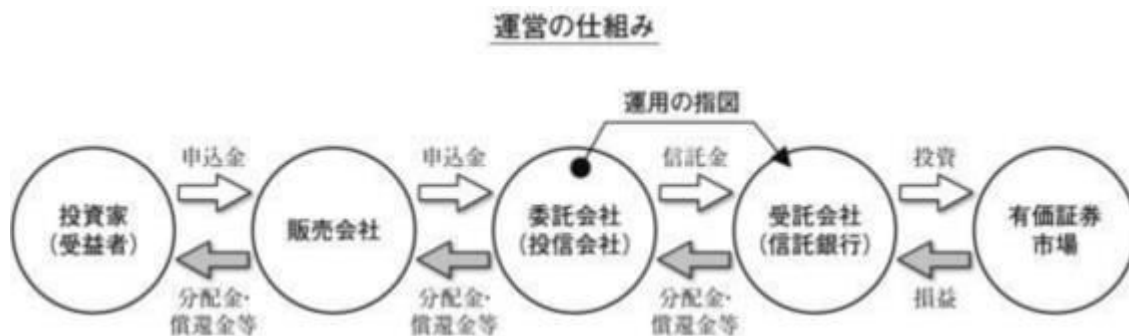 運営の仕組み
運用の指図
申込金
申込金
信託金
投資
投資家
(受益者)
販売会社
委託会社
(投信会社)
受託会社
(信託銀行)
有価証券
市場
分配金・
償還金等
分配金・
償還金等
分配金・
償還金等
損益